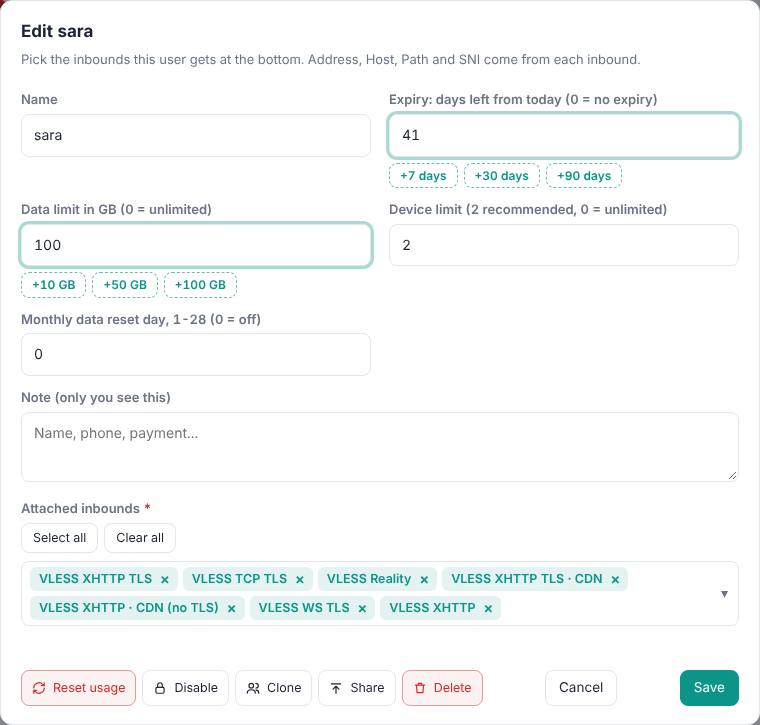 Edit sara
Pick the inbounds this user gets at the bottom. Address, Host, Path and SNI come from each inbound.
Name
Expiry: days left from today (0 = no expiry)
sara
41
+7 days
+30 days
+90 days
Data limit in GB (0 = unlimited)
Device limit (2 recommended, 0 = unlimited)
100
2
+10 GB
+50 GB
+100 GB
Monthly data reset day, 1-28 (0 = off)
0
Note (only you see this)
Name, phone, payment...
Attached inbounds *
Select all
Clear all
VLESS XHTTP TLS ×
VLESS TCP TLS ×
VLESS Reality ×
VLESS XHTTP TLS · CDN ×
VLESS XHTTP · CDN (no TLS) ×
VLESS WS TLS ×
VLESS XHTTP ×
Reset usage
Disable
Clone
Share
Delete
Cancel
Save